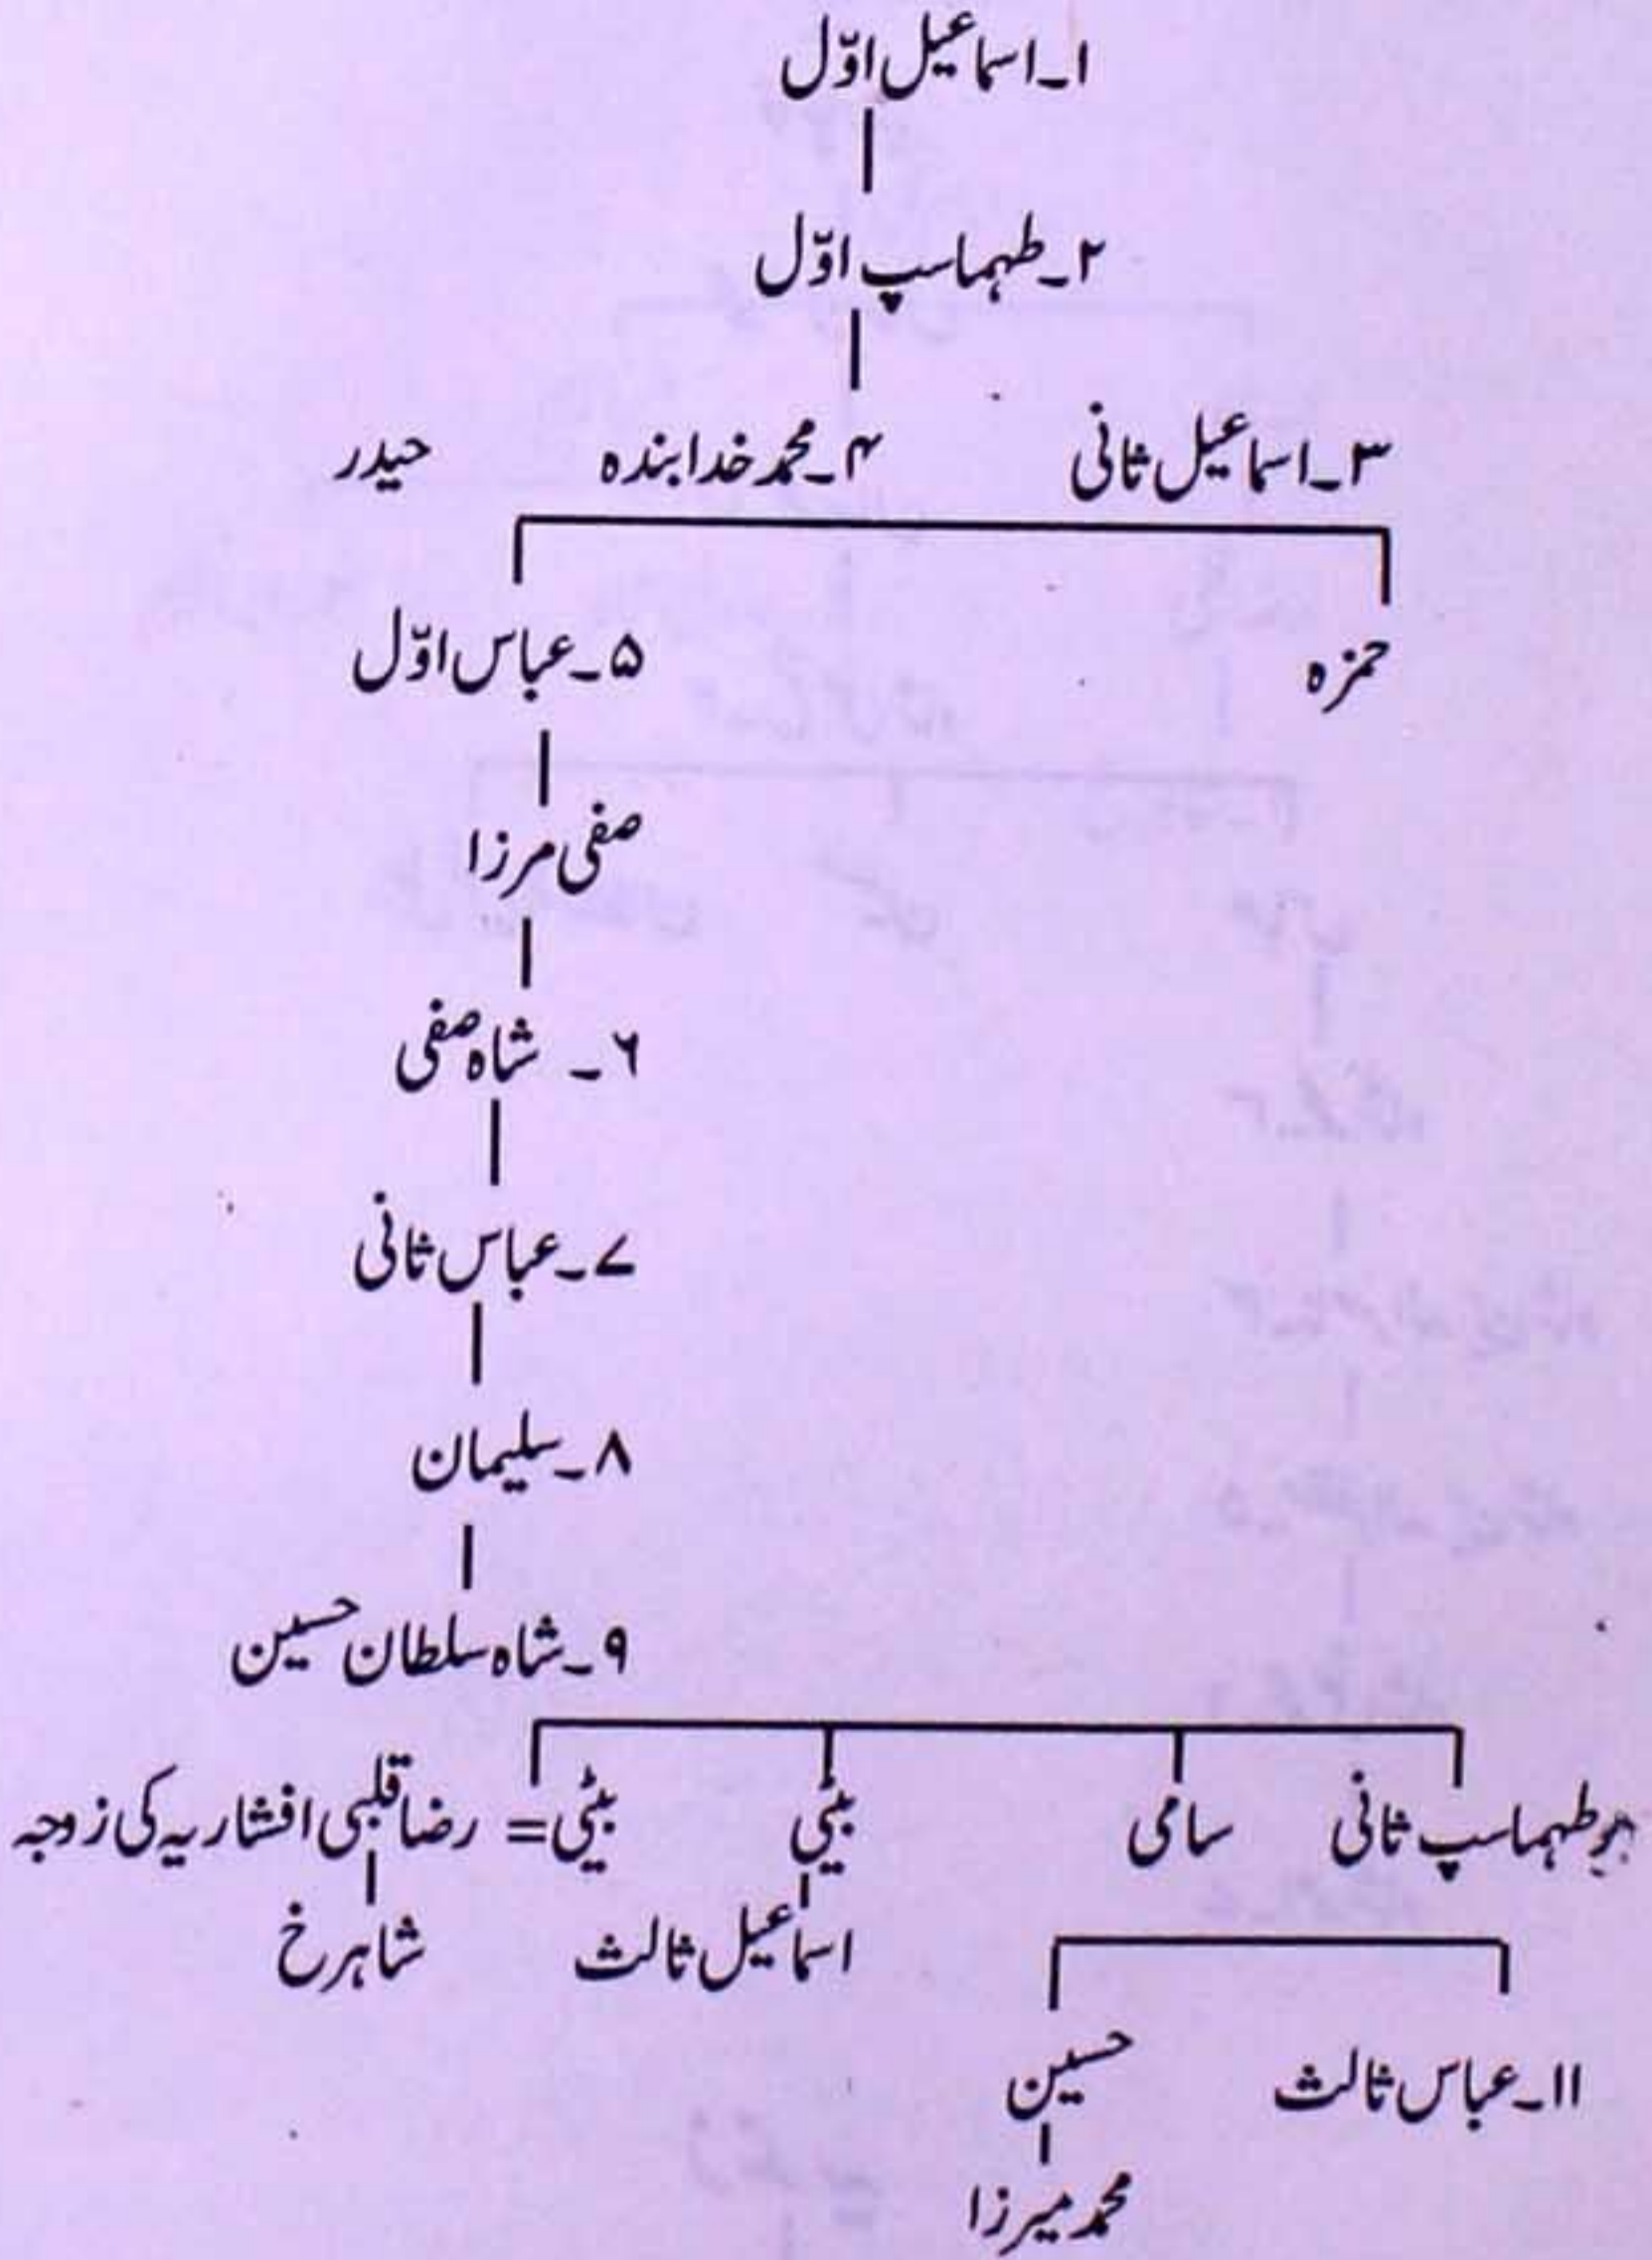 ۱۔اسماعیل اوّل
۲۔طہماسپ اوّل
۳۔اسماعیل ثانی ۴۔محمد خدا بندہ حیدر
حمزہ ۵۔عباس اوّل
صفی مرزا
۶۔ شاہ صفی
۷۔عباس ثانی
۸۔سلیمان
۹۔شاہ سلطان حسین
طہماسپ ثانی سامی بیٹی بیٹی= رضا قلبی افشاریہ کی زوجہ
اسماعیل ثالث شاہرخ
۱۱۔عباس ثالث حسین
محمد میرزا